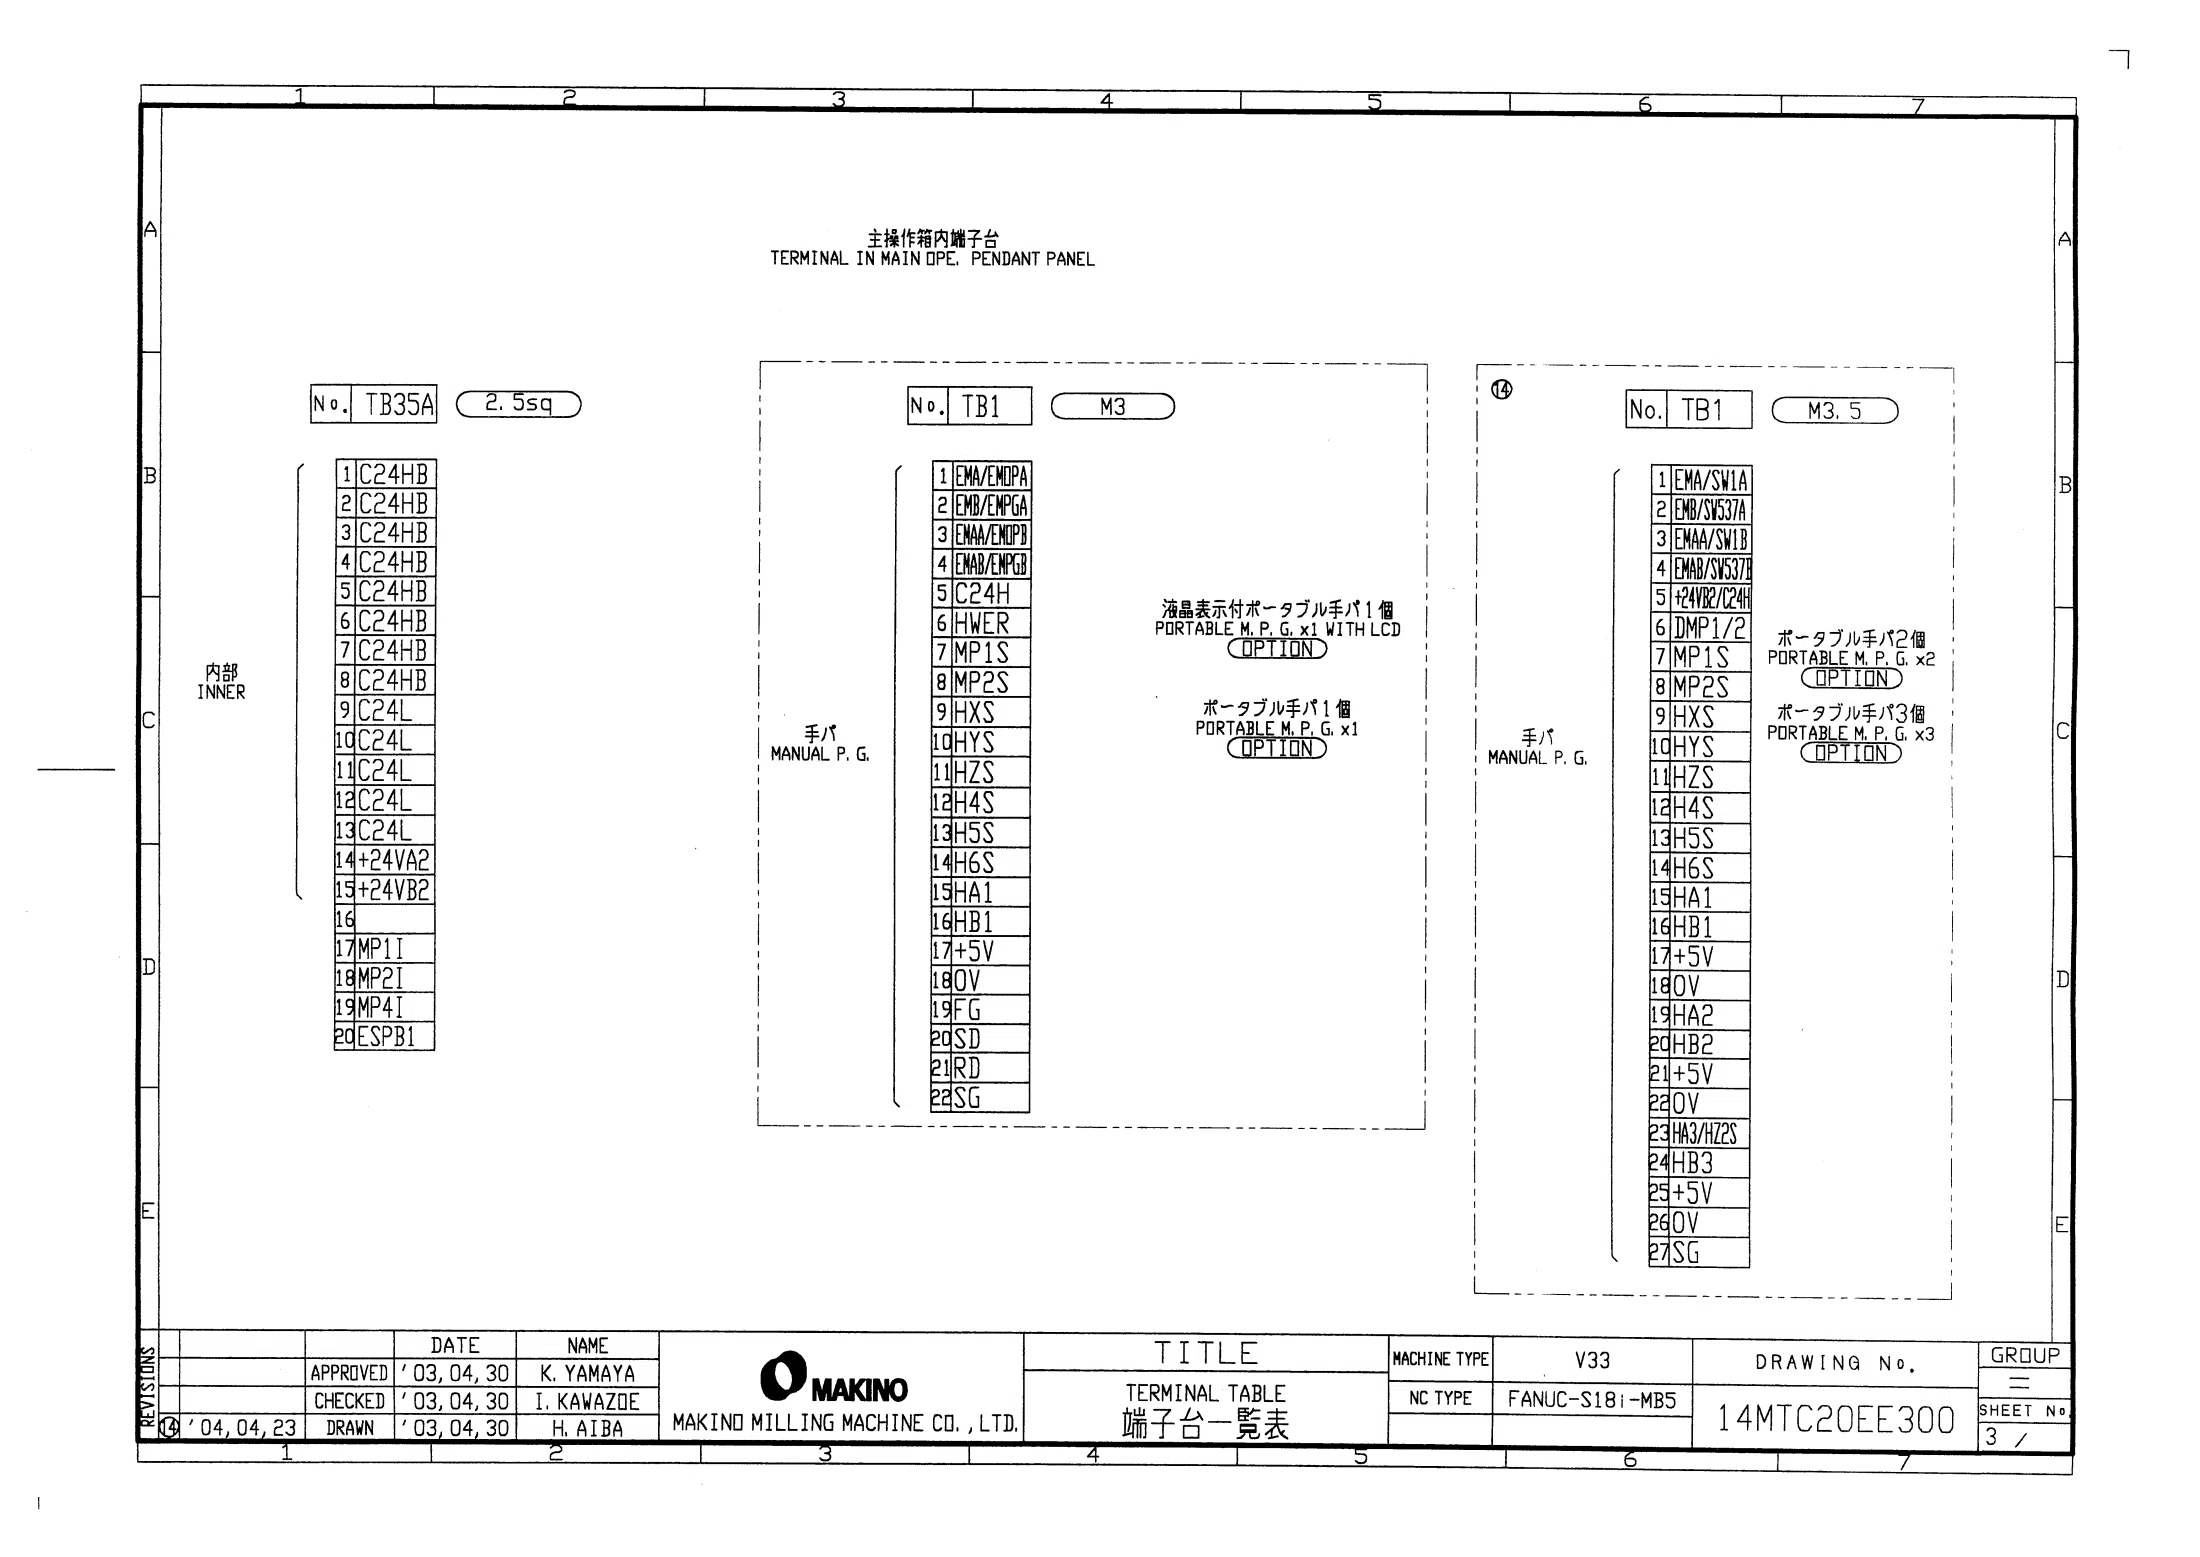 1 2 3 4 5 6 7
A A
主操作箱内端子台
TERMINAL IN MAIN OPE. PENDANT PANEL
B B
C C
D D
E E
No. TB35A 2.5sq
1 C24HB
2 C24HB
3 C24HB
4 C24HB
5 C24HB
6 C24HB
7 C24HB
8 C24HB
9 C24L
10 C24L
11 C24L
12 C24L
13 C24L
14 +24VA2
15 +24VB2
16
17 MP1I
18 MP2I
19 MP4I
20 ESPB1
内部
INNER
No. TB1 M3
1 EMA/EMOPA
2 EMB/EMPGA
3 EMAA/EMOPB
4 EMAB/EMPGB
5 C24H
6 HWER
7 MP1S
8 MP2S
9 HXS
10 HYS
11 HZS
12 H4S
13 H5S
14 H6S
15 HA1
16 HB1
17 +5V
18 0V
19 FG
20 SD
21 RD
22 SG
手パ
MANUAL P. G.
液晶表示付ポータブル手パ1個
PORTABLE M. P. G. x1 WITH LCD
OPTION
ポータブル手パ1個
PORTABLE M. P. G. x1
OPTION
14
No. TB1 M3.5
1 EMA/SW1A
2 EMB/SW537A
3 EMAA/SW1B
4 EMAB/SW537B
5 +24VB2/C24H
6 DMP1/2
7 MP1S
8 MP2S
9 HXS
10 HYS
11 HZS
12 H4S
13 H5S
14 H6S
15 HA1
16 HB1
17 +5V
18 0V
19 HA2
20 HB2
21 +5V
22 0V
23 HA3/HZ2S
24 HB3
25 +5V
26 0V
27 SG
手パ
MANUAL P. G.
ポータブル手パ2個
PORTABLE M. P. G. x2
OPTION
ポータブル手パ3個
PORTABLE M. P. G. x3
OPTION
REVISIONS
DATE NAME
APPROVED '03,04,30 K. YAMAYA
CHECKED '03,04,30 I. KAWAZOE
14 '04,04,23 DRAWN '03,04,30 H. AIBA
MAKINO
MAKINO MILLING MACHINE CO.,LTD.
TITLE
TERMINAL TABLE
端子台一覧表
MACHINE TYPE V33
NC TYPE FANUC-S18i-MB5
DRAWING No.
14MTC20EE300
GROUP
=
SHEET No.
3 /
1 2 3 4 5 6 7